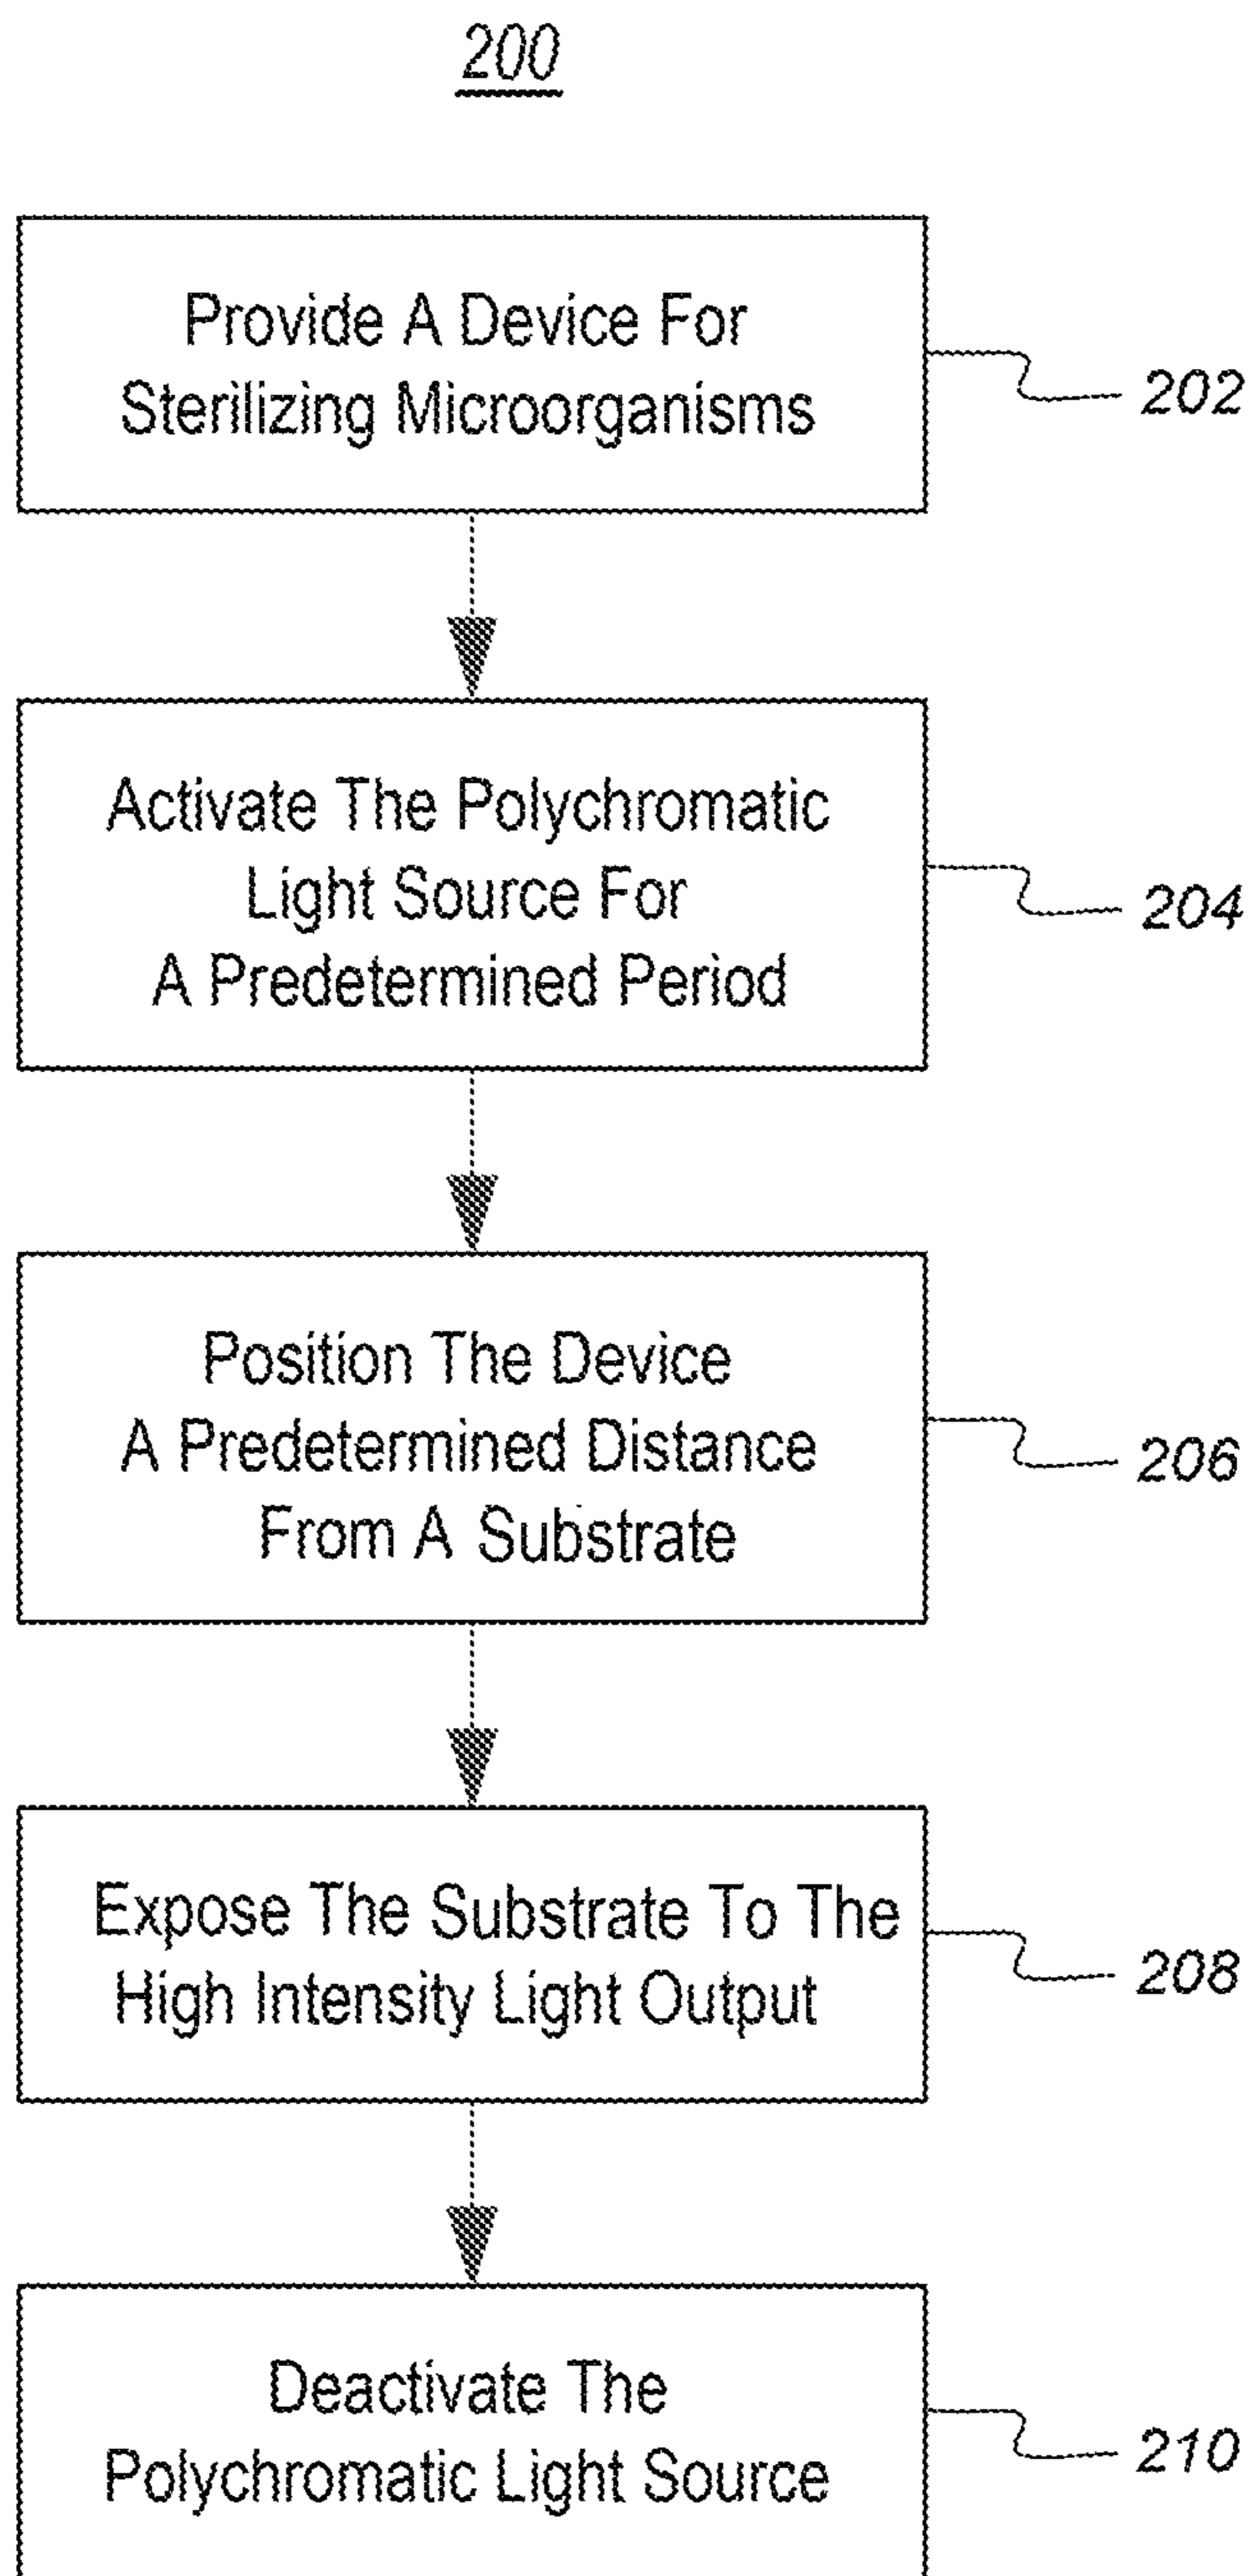 200
Provide A Device For
Sterilizing Microorganisms
202
Activate The Polychromatic
Light Source For
A Predetermined Period
204
Position The Device
A Predetermined Distance
From A Substrate
206
Expose The Substrate To The
High Intensity Light Output
208
Deactivate The
Polychromatic Light Source
210